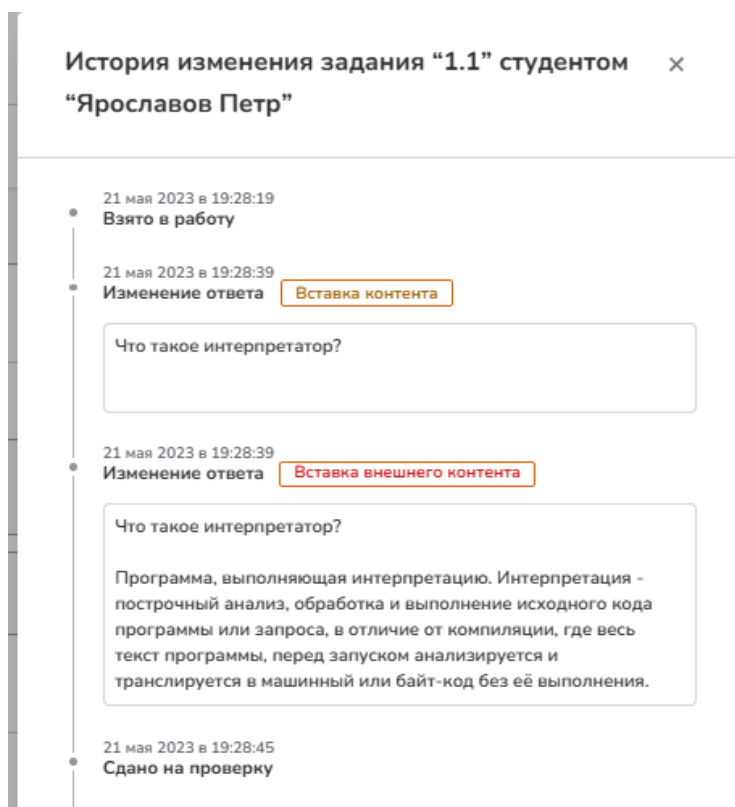 История изменения задания “1.1” студентом
“Ярославов Петр”
21 мая 2023 в 19:28:19
Взято в работу
21 мая 2023 в 19:28:39
Изменение ответа Вставка контента
Что такое интерпретатор?
21 мая 2023 в 19:28:39
Изменение ответа Вставка внешнего контента
Что такое интерпретатор?
Программа, выполняющая интерпретацию. Интерпретация -
построчный анализ, обработка и выполнение исходного кода
программы или запроса, в отличие от компиляции, где весь
текст программы, перед запуском анализируется и
транслируется в машинный или байт-код без её выполнения.
21 мая 2023 в 19:28:45
Сдано на проверку